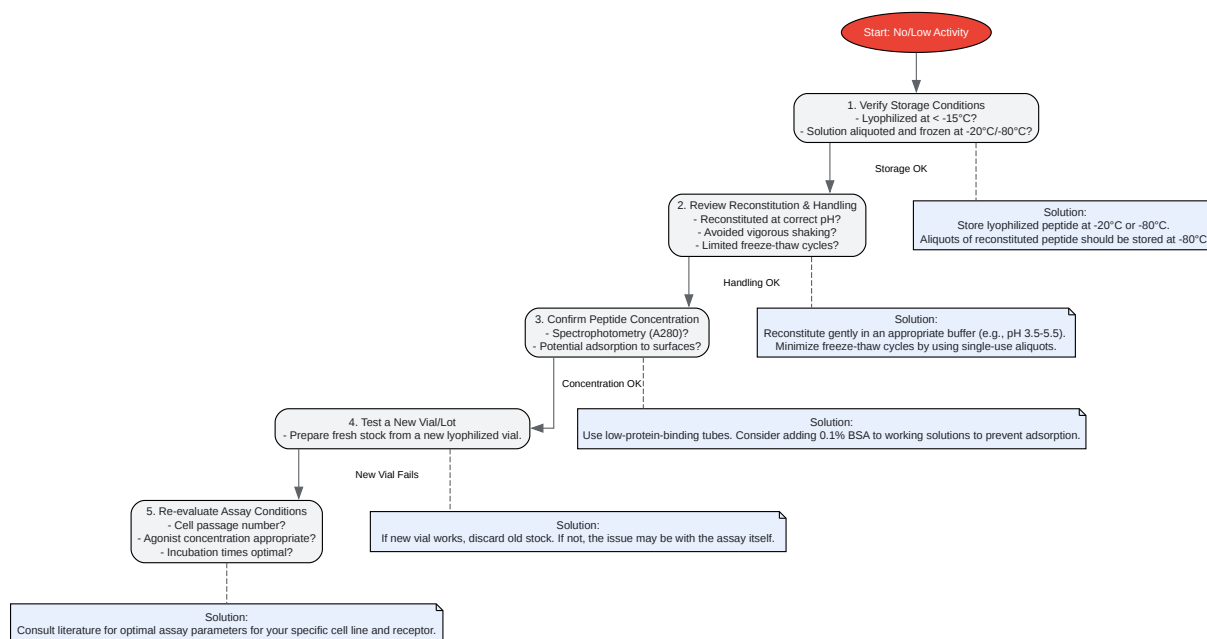 Start: No/Low Activity
1. Verify Storage Conditions
- Lyophilized at < -15°C?
- Solution aliquoted and frozen at -20°C/-80°C?
Storage OK
2. Review Reconstitution & Handling
- Reconstituted at correct pH?
- Avoided vigorous shaking?
- Limited freeze-thaw cycles?
Solution:
Store lyophilized peptide at -20°C or -80°C.
Aliquots of reconstituted peptide should be stored at -80°C
Handling OK
3. Confirm Peptide Concentration
- Spectrophotometry (A280)?
- Potential adsorption to surfaces?
Solution:
Reconstitute gently in an appropriate buffer (e.g., pH 3.5-5.5).
Minimize freeze-thaw cycles by using single-use aliquots.
Concentration OK
4. Test a New Vial/Lot
- Prepare fresh stock from a new lyophilized vial.
Solution:
Use low-protein-binding tubes. Consider adding 0.1% BSA to working solutions to prevent adsorption.
New Vial Fails
5. Re-evaluate Assay Conditions
- Cell passage number?
- Agonist concentration appropriate?
- Incubation times optimal?
Solution:
If new vial works, discard old stock. If not, the issue may be with the assay itself.
Solution:
Consult literature for optimal assay parameters for your specific cell line and receptor.